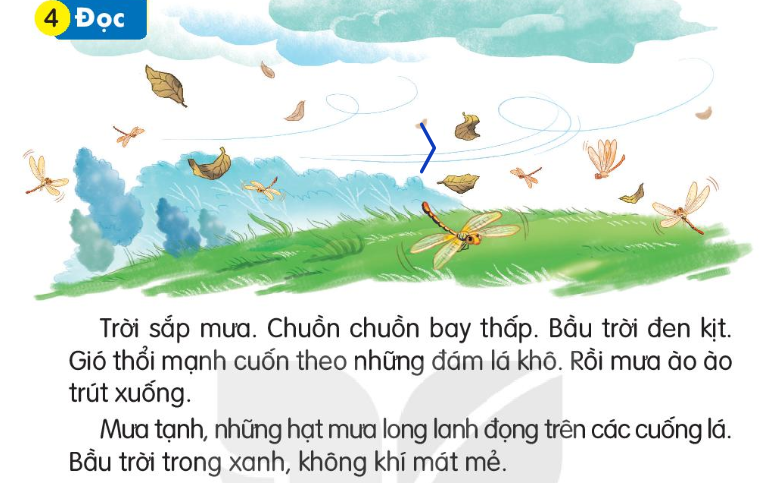 4 Đọc
Trời sắp mưa. Chuồn chuồn bay thấp. Bầu trời đen kịt.
Gió thổi mạnh cuốn theo những đám lá khô. Rồi mưa ào ào
trút xuống.
Mưa tạnh, những hạt mưa long lanh đọng trên các cuống lá.
Bầu trời trong xanh, không khí mát mẻ.